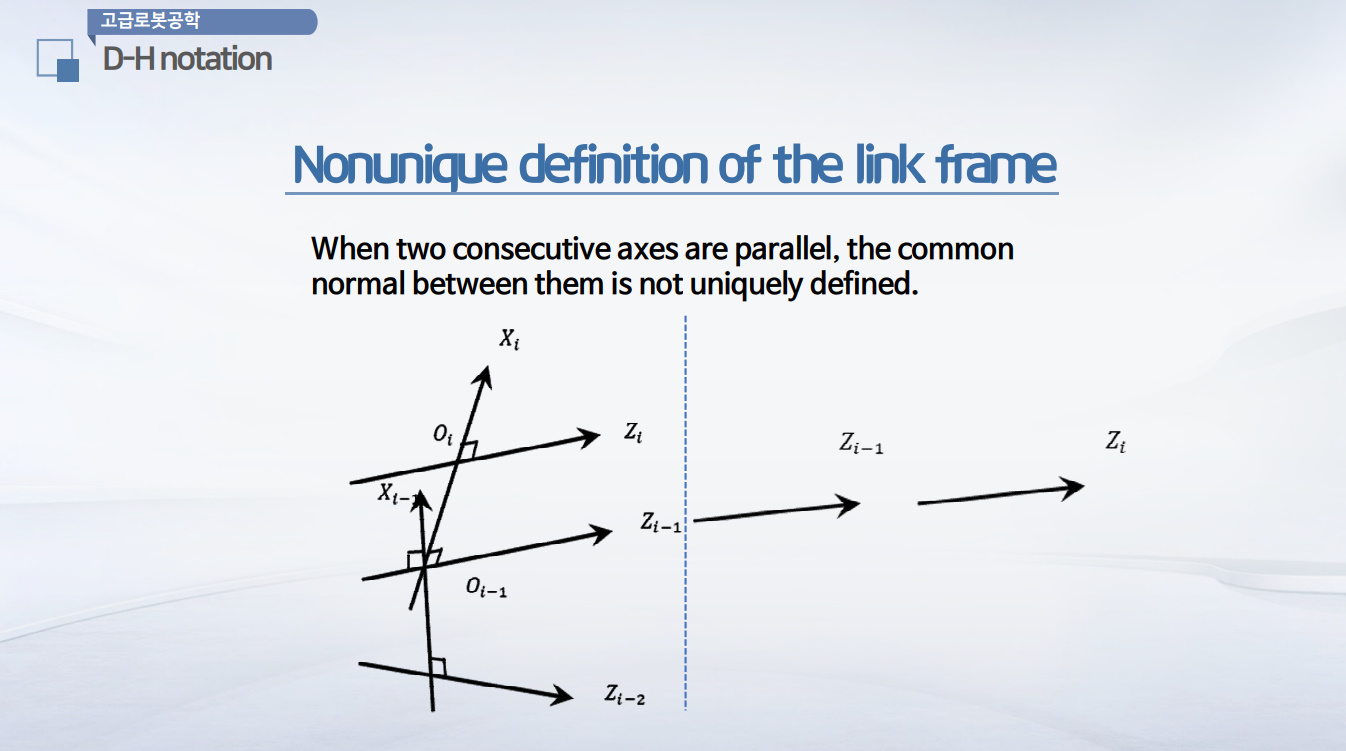 고급로봇공학
D-H notation
Nonunique definition of the link frame
When two consecutive axes are parallel, the common
normal between them is not uniquely defined.
X_i
O_i
Z_i
Z_{i-1}
Z_i
X_{i-1}
Z_{i-1}
O_{i-1}
Z_{i-2}